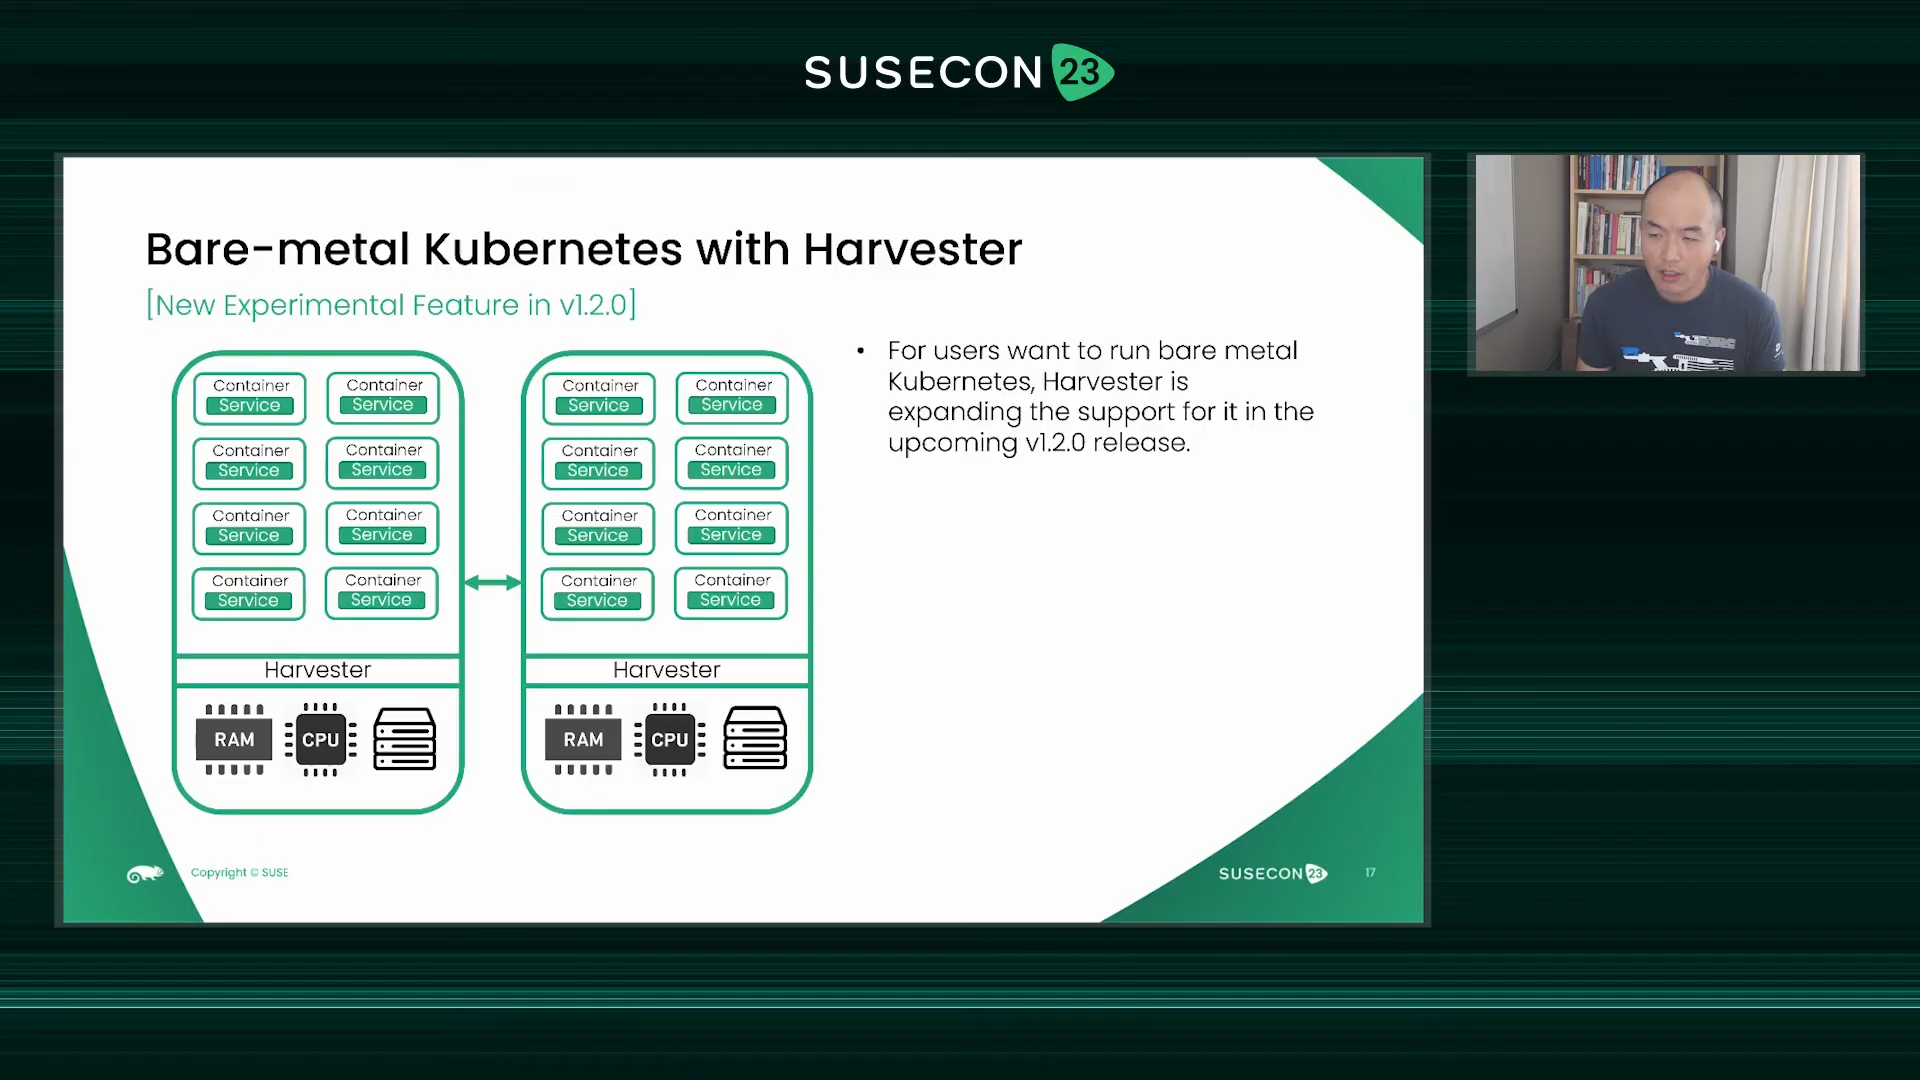 SUSECON 23
Bare-metal Kubernetes with Harvester
[New Experimental Feature in v1.2.0]
Container Container
Service Service
Container Container
Service Service
Container Container
Service Service
Container Container
Service Service
Harvester
RAM CPU
Container Container
Service Service
Container Container
Service Service
Container Container
Service Service
Container Container
Service Service
Harvester
RAM CPU
• For users want to run bare metal
Kubernetes, Harvester is
expanding the support for it in the
upcoming v1.2.0 release.
Copyright © SUSE
SUSECON 23
17